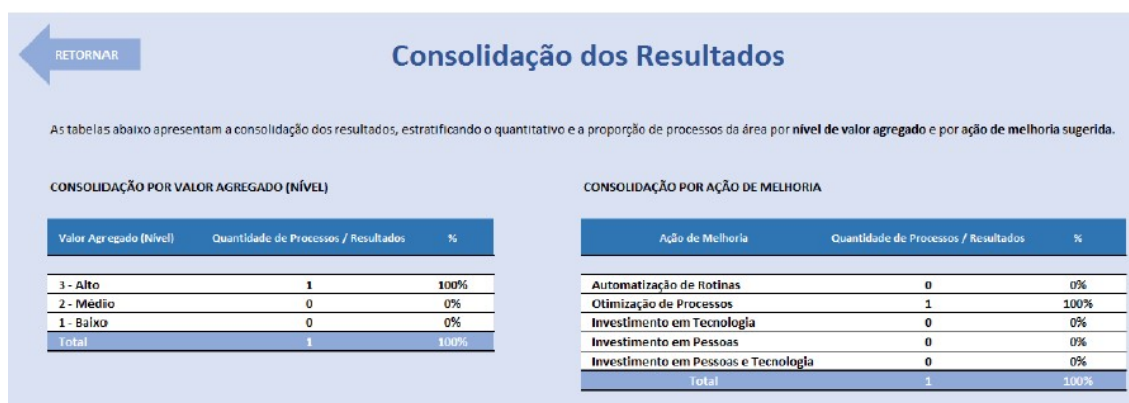 RETORNAR
Consolidação dos Resultados
As tabelas abaixo apresentam a consolidação dos resultados, estratificando o quantitativo e a proporção de processos da área por nível de valor agregado e por ação de melhoria sugerida.
CONSOLIDAÇÃO POR VALOR AGREGADO (NÍVEL)
Valor Agregado (Nível) Quantidade de Processos / Resultados %
3 - Alto 1 100%
2 - Médio 0 0%
1 - Baixo 0 0%
Total 1 100%
CONSOLIDAÇÃO POR AÇÃO DE MELHORIA
Ação de Melhoria Quantidade de Processos / Resultados %
Automatização de Rotinas 0 0%
Otimização de Processos 1 100%
Investimento em Tecnologia 0 0%
Investimento em Pessoas 0 0%
Investimento em Pessoas e Tecnologia 0 0%
Total 1 100%